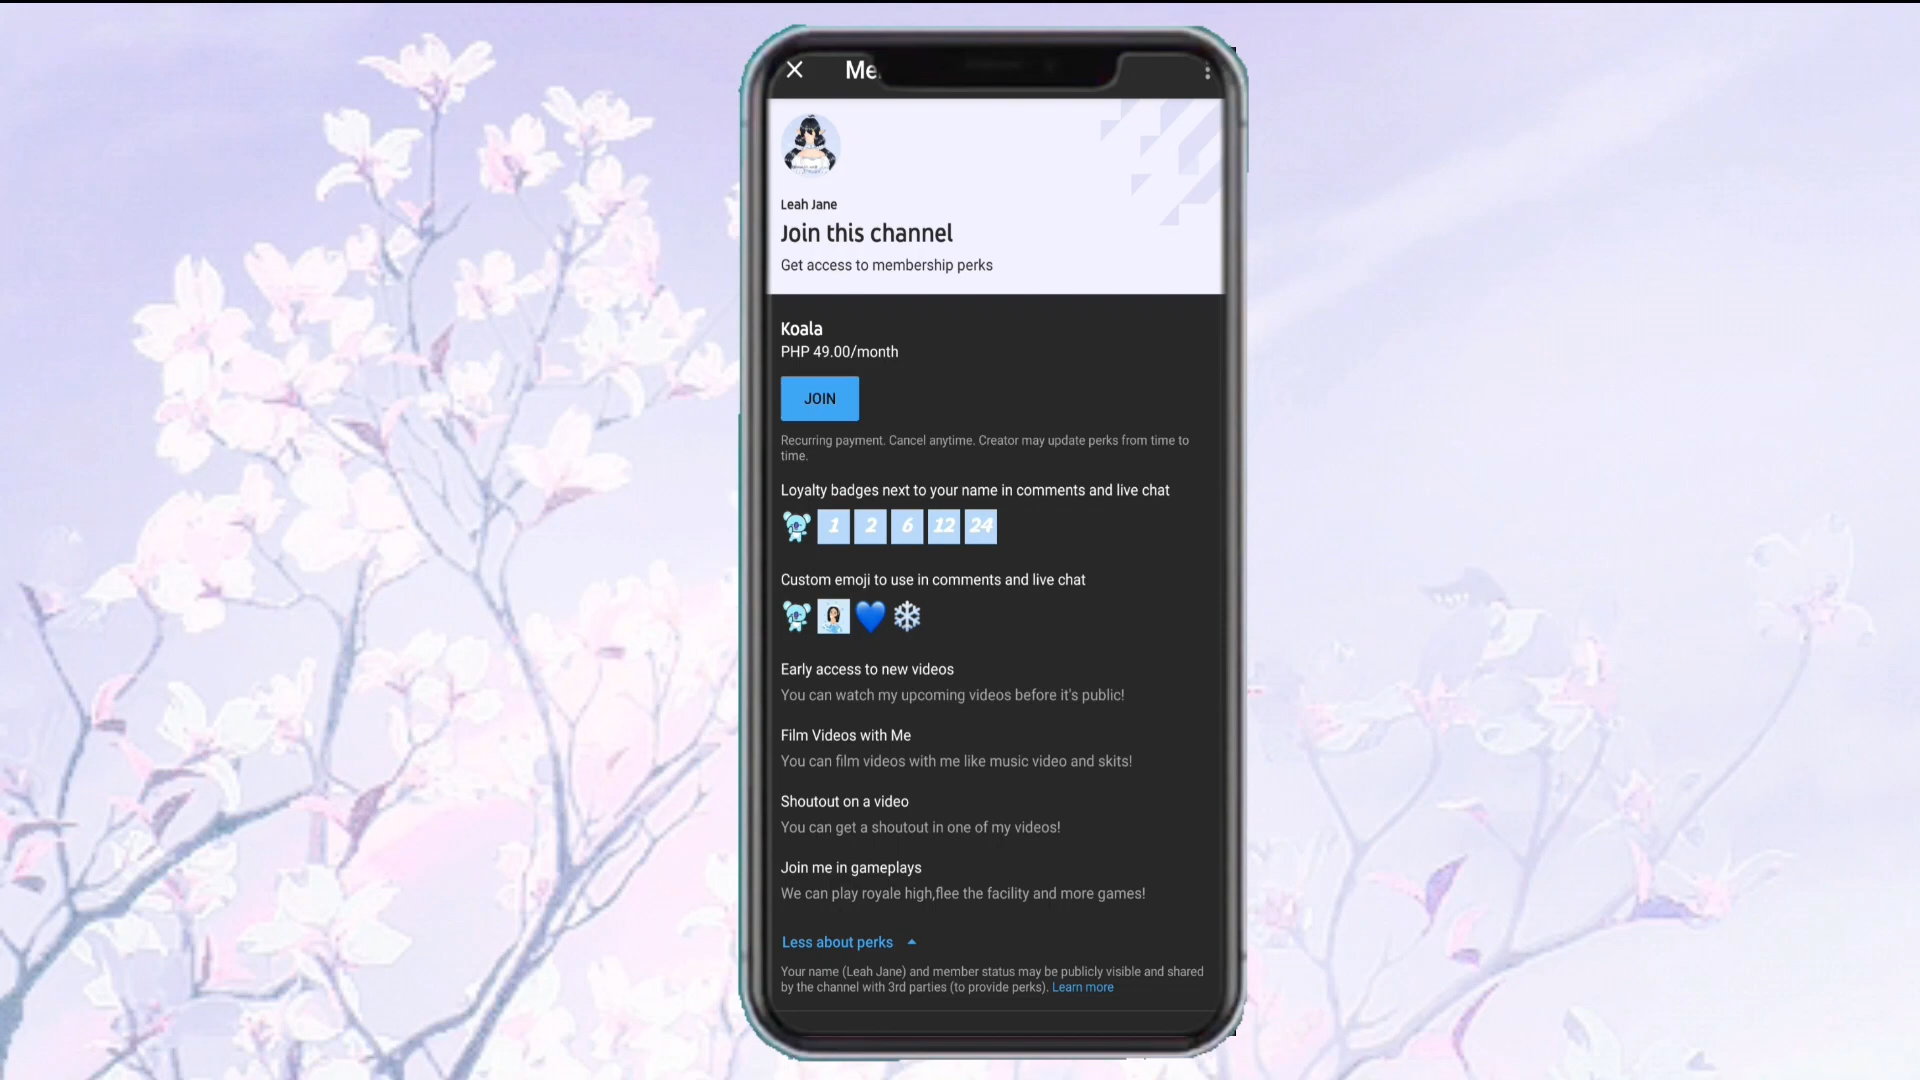 Me
Leah Jane
Join this channel
Get access to membership perks
Koala
PHP 49.00/month
JOIN
Recurring payment. Cancel anytime. Creator may update perks from time to
time.
Loyalty badges next to your name in comments and live chat
1 2 6 12 24
Custom emoji to use in comments and live chat
Early access to new videos
You can watch my upcoming videos before it's public!
Film Videos with Me
You can film videos with me like music video and skits!
Shoutout on a video
You can get a shoutout in one of my videos!
Join me in gameplays
We can play royale high,flee the facility and more games!
Less about perks
Your name (Leah Jane) and member status may be publicly visible and shared
by the channel with 3rd parties (to provide perks). Learn more